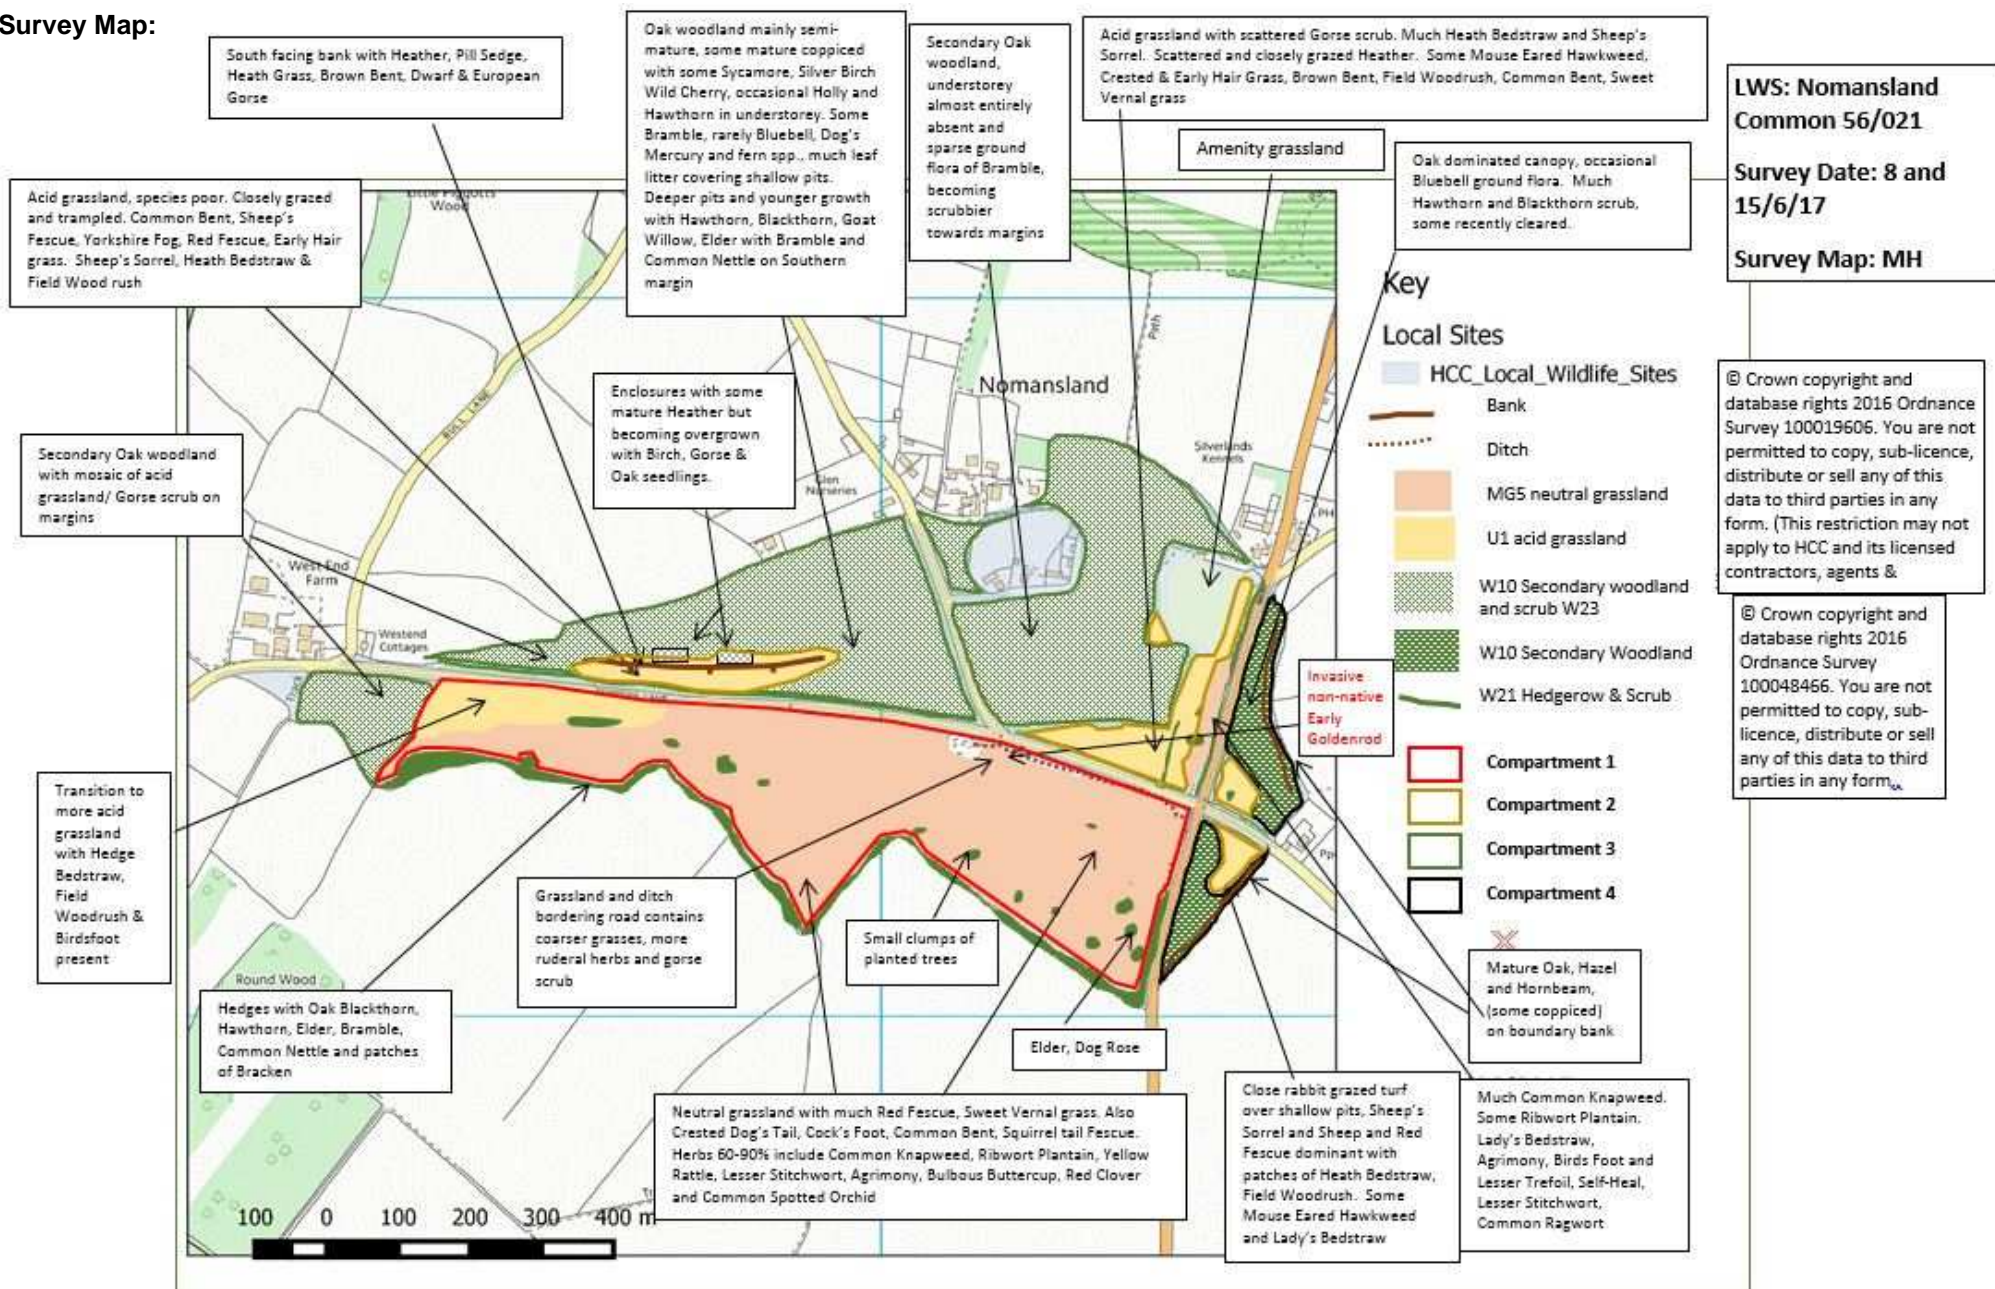 Survey Map:
South facing bank with Heather, Pill Sedge,
Heath Grass, Brown Bent, Dwarf & European
Gorse
Oak woodland mainly semi-
mature, some mature coppiced
with some Sycamore, Silver Birch
Wild Cherry, occasional Holly and
Hawthorn in understorey. Some
Bramble, rarely Bluebell, Dog's
Mercury and fern spp., much leaf
litter covering shallow pits.
Deeper pits and younger growth
with Hawthorn, Blackthorn, Goat
Willow, Elder with Bramble and
Common Nettle on Southern
margin
Secondary Oak
woodland,
understorey
almost entirely
absent and
sparse ground
flora of Bramble,
becoming
scrubbier
towards margins
Acid grassland with scattered Gorse scrub. Much Heath Bedstraw and Sheep's
Sorrel. Scattered and closely grazed Heather. Some Mouse Eared Hawkweed,
Crested & Early Hair Grass, Brown Bent, Field Woodrush, Common Bent, Sweet
Vernal grass
Amenity grassland
Oak dominated canopy, occasional
Bluebell ground flora. Much
Hawthorn and Blackthorn scrub,
some recently cleared.
LWS: Nomansland
Common 56/021
Survey Date: 8 and
15/6/17
Survey Map: MH
Acid grassland, species poor. Closely grazed
and trampled. Common Bent, Sheep's
Fescue, Yorkshire Fog, Red Fescue, Early Hair
grass. Sheep's Sorrel, Heath Bedstraw &
Field Wood rush
Wood
BULL LANE
Enclosures with some
mature Heather but
becoming overgrown
with Birch, Gorse &
Oak seedlings.
Path
Nomansland
Silverlands
Kennels
Glen
Nurseries
PH
Secondary Oak woodland
with mosaic of acid
grassland/ Gorse scrub on
margins
West End
Farm
Westend
Cottages
Key
Local Sites
HCC_Local_Wildlife_Sites
Bank
Ditch
MG5 neutral grassland
U1 acid grassland
W10 Secondary woodland
and scrub W23
W10 Secondary Woodland
W21 Hedgerow & Scrub
Compartment 1
Compartment 2
Compartment 3
Compartment 4
© Crown copyright and
database rights 2016 Ordnance
Survey 100019606. You are not
permitted to copy, sub-licence,
distribute or sell any of this
data to third parties in any
form. (This restriction may not
apply to HCC and its licensed
contractors, agents &
© Crown copyright and
database rights 2016
Ordnance Survey
100048466. You are not
permitted to copy, sub-
licence, distribute or sell
any of this data to third
parties in any form
Invasive
non-native
Early
Goldenrod
Transition to
more acid
grassland
with Hedge
Bedstraw,
Field
Woodrush &
Birdsfoot
present
Round Wood
Hedges with Oak Blackthorn,
Hawthorn, Elder, Bramble,
Common Nettle and patches
of Bracken
Grassland and ditch
bordering road contains
coarser grasses, more
ruderal herbs and gorse
scrub
Small clumps of
planted trees
Elder, Dog Rose
Mature Oak, Hazel
and Hornbeam,
(some coppiced)
on boundary bank
Neutral grassland with much Red Fescue, Sweet Vernal grass. Also
Crested Dog's Tail, Cock's Foot, Common Bent, Squirrel tail Fescue.
Herbs 60-90% include Common Knapweed, Ribwort Plantain, Yellow
Rattle, Lesser Stitchwort, Agrimony, Bulbous Buttercup, Red Clover
and Common Spotted Orchid
Close rabbit grazed turf
over shallow pits, Sheep's
Sorrel and Sheep and Red
Fescue dominant with
patches of Heath Bedstraw,
Field Woodrush. Some
Mouse Eared Hawkweed
and Lady's Bedstraw
Much Common Knapweed.
Some Ribwort Plantain.
Lady's Bedstraw,
Agrimony, Birds Foot and
Lesser Trefoil, Self-Heal,
Lesser Stitchwort,
Common Ragwort
100 0 100 200 300 400 m